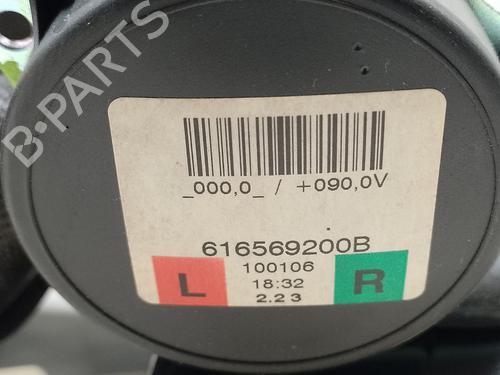 B-PARTS
_000,0_ / +090,0V
616569200B
L
100106
R
18:32
2.23